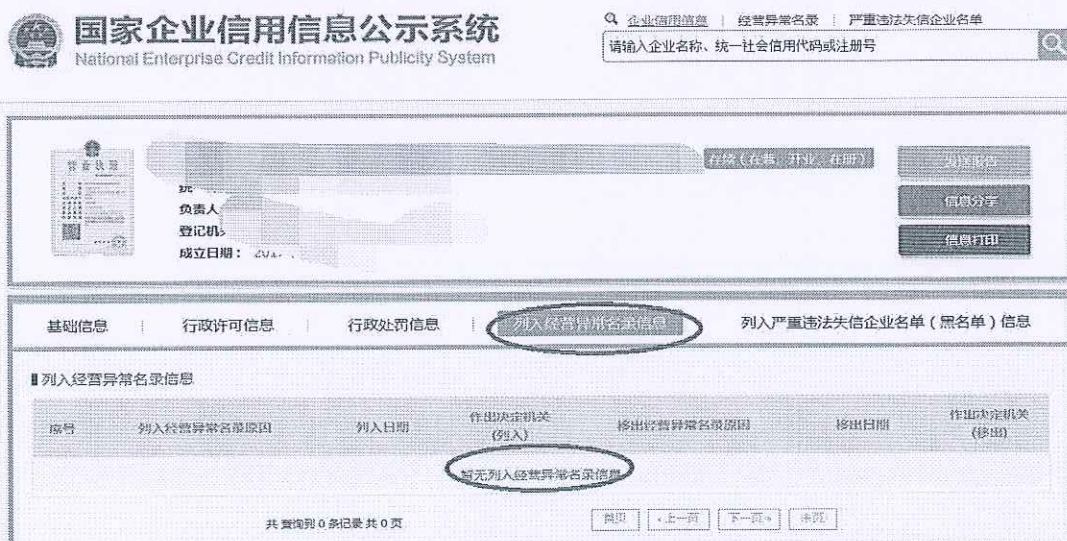 国家企业信用信息公示系统
National Enterprise Credit Information Publicity System
企业信用信息 | 经营异常名录 | 严重违法失信企业名单
请输入企业名称、统一社会信用代码或注册号
营业执照
存续(在营、开业、在册)
发送报告
统
负责人
信息分享
登记机
信息打印
成立日期：201
基础信息 | 行政许可信息 | 行政处罚信息 | 列入经营异常名录信息 列入严重违法失信企业名单(黑名单)信息
列入经营异常名录信息
序号 列入经营异常名录原因 列入日期 作出决定机关(列入) 移出经营异常名录原因 移出日期 作出决定机关(移出)
暂无列入经营异常名录信息
共 查询到 0 条记录 共 0 页 首页 «上一页 下一页» 末页